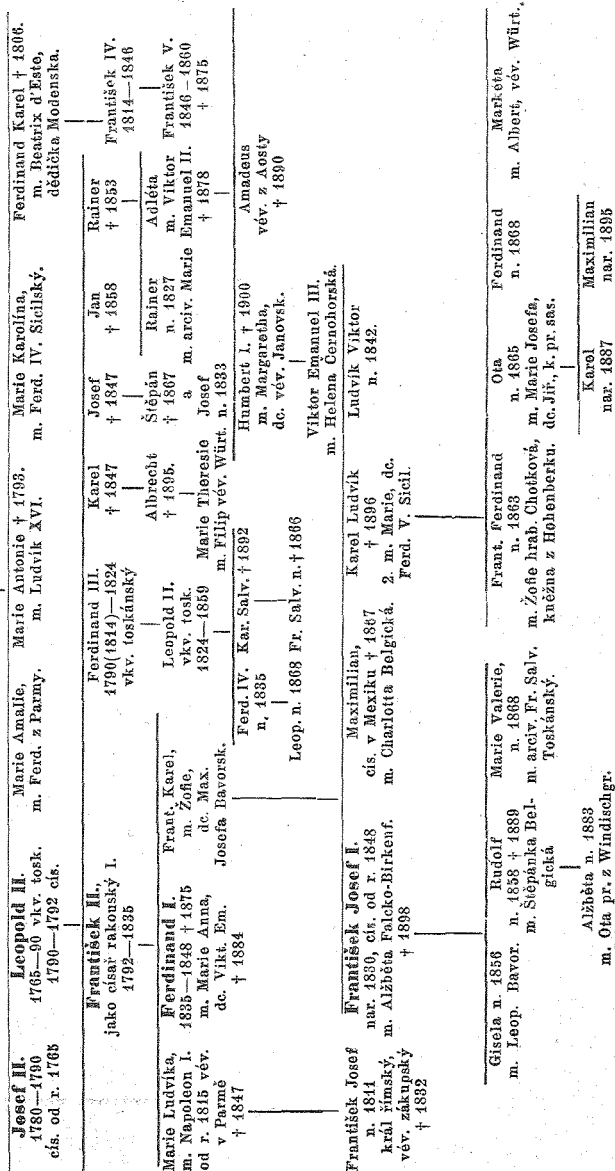 Josef II.
1780—1790
cís. od r. 1765
Leopold II.
1765—90 vkv. tosk.
1790—1792 cís.
Marie Amalie,
m. Ferd. z Parmy.
Marie Antonie † 1793.
m. Ludvík XVI.
Marie Karolína,
m. Ferd. IV. Sicilský.
Ferdinand Karel † 1806.
m. Beatrix d'Este,
dědička Modenska.
František II.,
jako císař rakouský I.
1792—1835
Ferdinand III.
1790(1814)—1824
vkv. toskánský
Karel
† 1847
Josef
† 1847
Jan
† 1858
Rainer
† 1853
František IV.
1814—1846
Marie Ludvika,
m. Napoleon I.
od r. 1815 vév.
v Parmě
† 1847
Ferdinand I.
1835—1848 † 1875
m. Marie Anna,
dc. Vikt. Em.
† 1884
Frant. Karel,
m. Žofie,
dc. Max.
Josefa Bavorsk.
Leopold II.
vkv. tosk.
1824—1859
Albrecht
† 1895.
Marie Theresie
m. Filip vév. Würt.
Štěpán
† 1867
a
Josef
n. 1833
Rainer
n. 1827
m. arciv. Marie
Adléta
m. Viktor
Emanuel II.
† 1878
František V.
1846—1860
† 1875
Ferd. IV.
n. 1835
Kar. Salv. † 1892
Leop. n. 1868
Fr. Salv. n. † 1866
Humbert I. † 1900
m. Margaretha,
dc. vév. Janovsk.
Amadeus
vév. z Aosty
† 1890
Viktor Emanuel III.
m. Helena Černohorská.
František Josef
n. 1811
král římský,
vév. zákupský
† 1832
František Josef I.
nar. 1830, cís. od r. 1848
m. Alžběta Falcko-Birkenf.
† 1898
Maximilian,
cís. v Mexiku † 1867
m. Charlotta Belgická.
Karel Ludvík
† 1896
2. m. Marie, dc.
Ferd. V. Sicil.
Ludvík Viktor
n. 1842.
Gisela n. 1856
m. Leop. Bavor.
Rudolf
n. 1858 † 1889
m. Štěpánka Bel-
gická
Marie Valerie,
n. 1868
m. arciv. Fr. Salv.
Toskánský.
Frant. Ferdinand
n. 1863
m. Žofie hrab. Chotková,
kněžna z Hohenberku.
Ota
n. 1865
m. Marie Josefa,
dc. Jiř., k. pr. sas.
Ferdinand
n. 1868
Markéta
m. Albert, vév. Würt.
Alžběta n. 1883
m. Ota pr. z Windischgr.
Karel
nar. 1887
Maximilian
nar. 1895